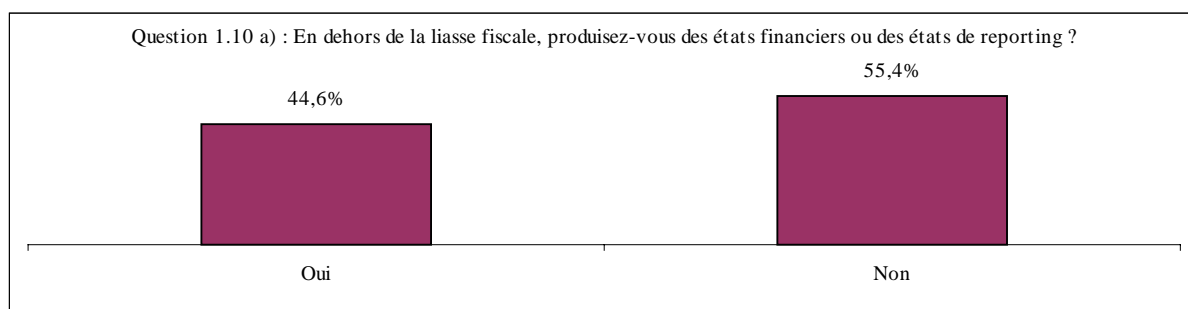 Question 1.10 a) : En dehors de la liasse fiscale, produisez-vous des états financiers ou des états de reporting ?
55,4%
44,6%
Oui
Non